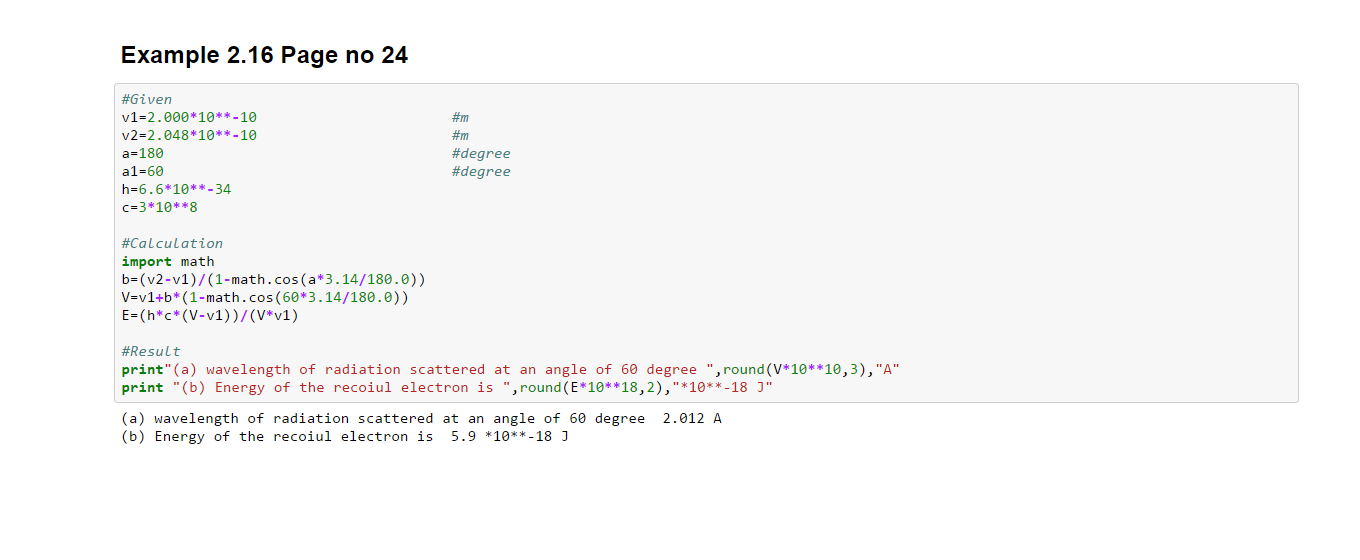 Example 2.16 Page no 24
#Given
v1=2.000*10**-10 #m
v2=2.048*10**-10 #m
a=180 #degree
a1=60 #degree
h=6.6*10**-34
c=3*10**8
#Calculation
import math
b=(v2-v1)/(1-math.cos(a*3.14/180.0))
V=v1+b*(1-math.cos(60*3.14/180.0))
E=(h*c*(V-v1))/(V*v1)
#Result
print"(a) wavelength of radiation scattered at an angle of 60 degree ",round(V*10**10,3),"A"
print "(b) Energy of the recoiul electron is ",round(E*10**18,2),"*10**-18 J"
(a) wavelength of radiation scattered at an angle of 60 degree  2.012 A
(b) Energy of the recoiul electron is  5.9 *10**-18 J